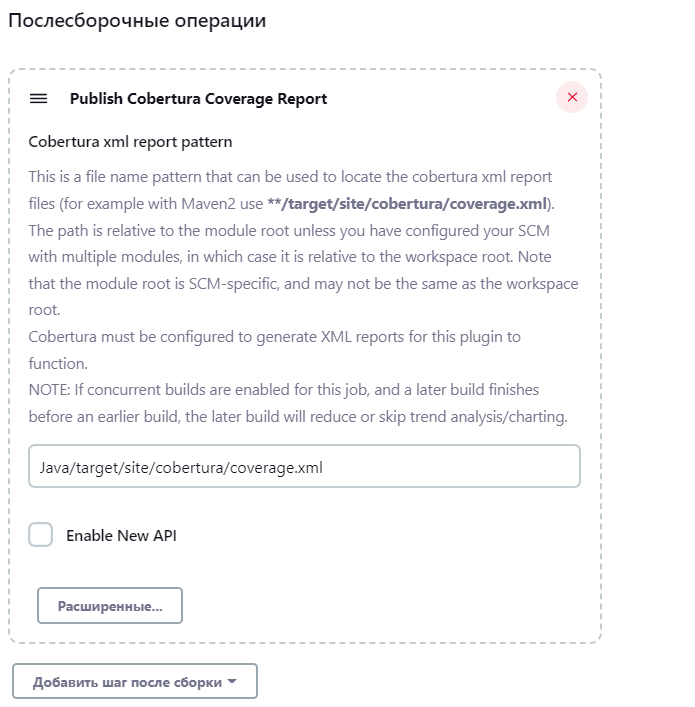 Послесборочные операции
Publish Cobertura Coverage Report
Cobertura xml report pattern
This is a file name pattern that can be used to locate the cobertura xml report
files (for example with Maven2 use **/target/site/cobertura/coverage.xml).
The path is relative to the module root unless you have configured your SCM
with multiple modules, in which case it is relative to the workspace root. Note
that the module root is SCM-specific, and may not be the same as the workspace
root.
Cobertura must be configured to generate XML reports for this plugin to
function.
NOTE: If concurrent builds are enabled for this job, and a later build finishes
before an earlier build, the later build will reduce or skip trend analysis/charting.
Java/target/site/cobertura/coverage.xml
Enable New API
Расширенные...
Добавить шаг после сборки